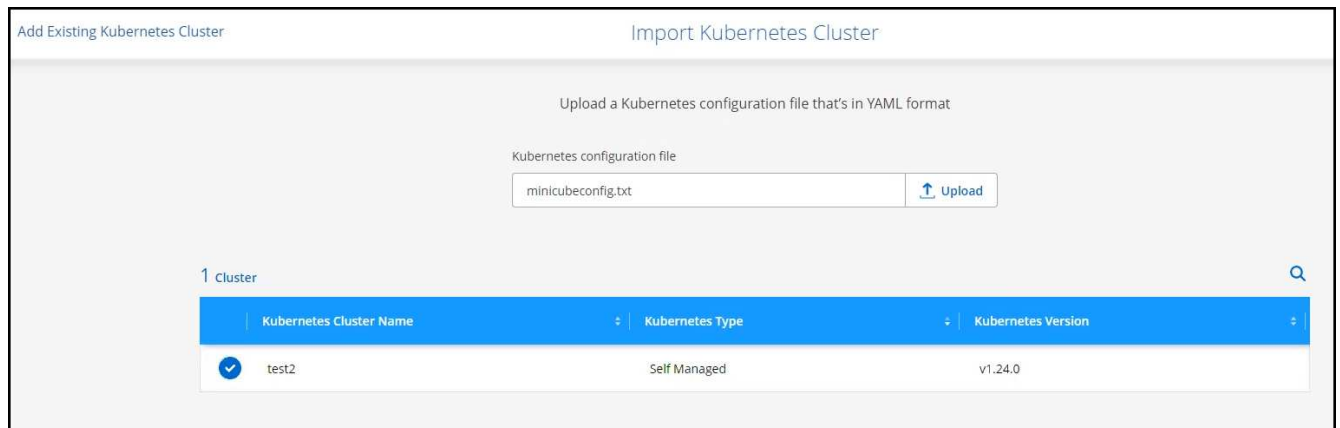 Add Existing Kubernetes Cluster
Import Kubernetes Cluster
Upload a Kubernetes configuration file that's in YAML format
Kubernetes configuration file
minicubeconfig.txt Upload
1 Cluster
Kubernetes Cluster Name Kubernetes Type Kubernetes Version
test2 Self Managed v1.24.0